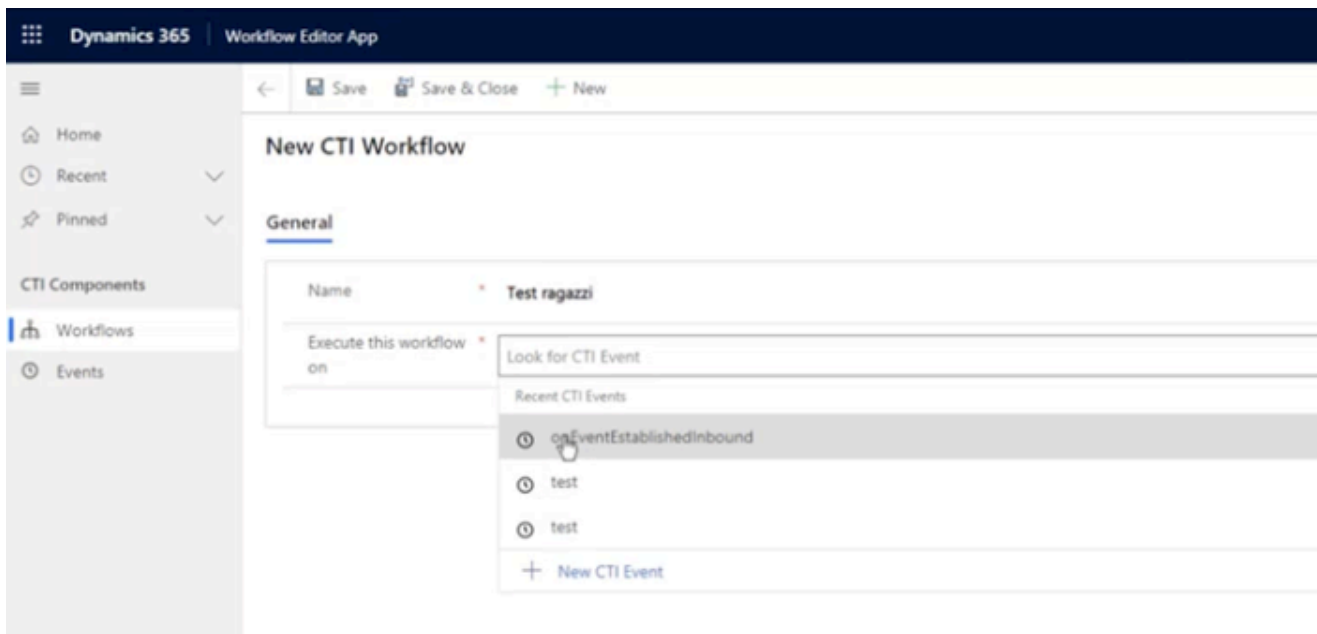 Dynamics 365 Workflow Editor App
Save Save & Close New
Home
Recent
Pinned
CTI Components
Workflows
Events
New CTI Workflow
General
Name * Test ragazzi
Execute this workflow *
on
Look for CTI Event
Recent CTI Events
onEventEstablishedInbound
test
test
New CTI Event